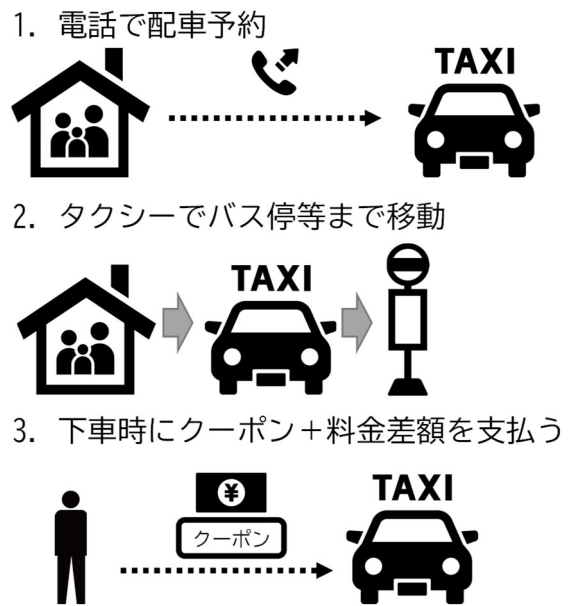 1. 電話で配車予約
TAXI
2. タクシーでバス停等まで移動
TAXI
3. 下車時にクーポン＋料金差額を支払う
¥
クーポン
TAXI